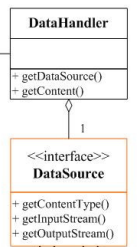 DataHandler
+ getDataSource()
+ getContent()
1
<<interface>>
DataSource
+ getContentType()
+ getInputStream()
+ getOutputStream()